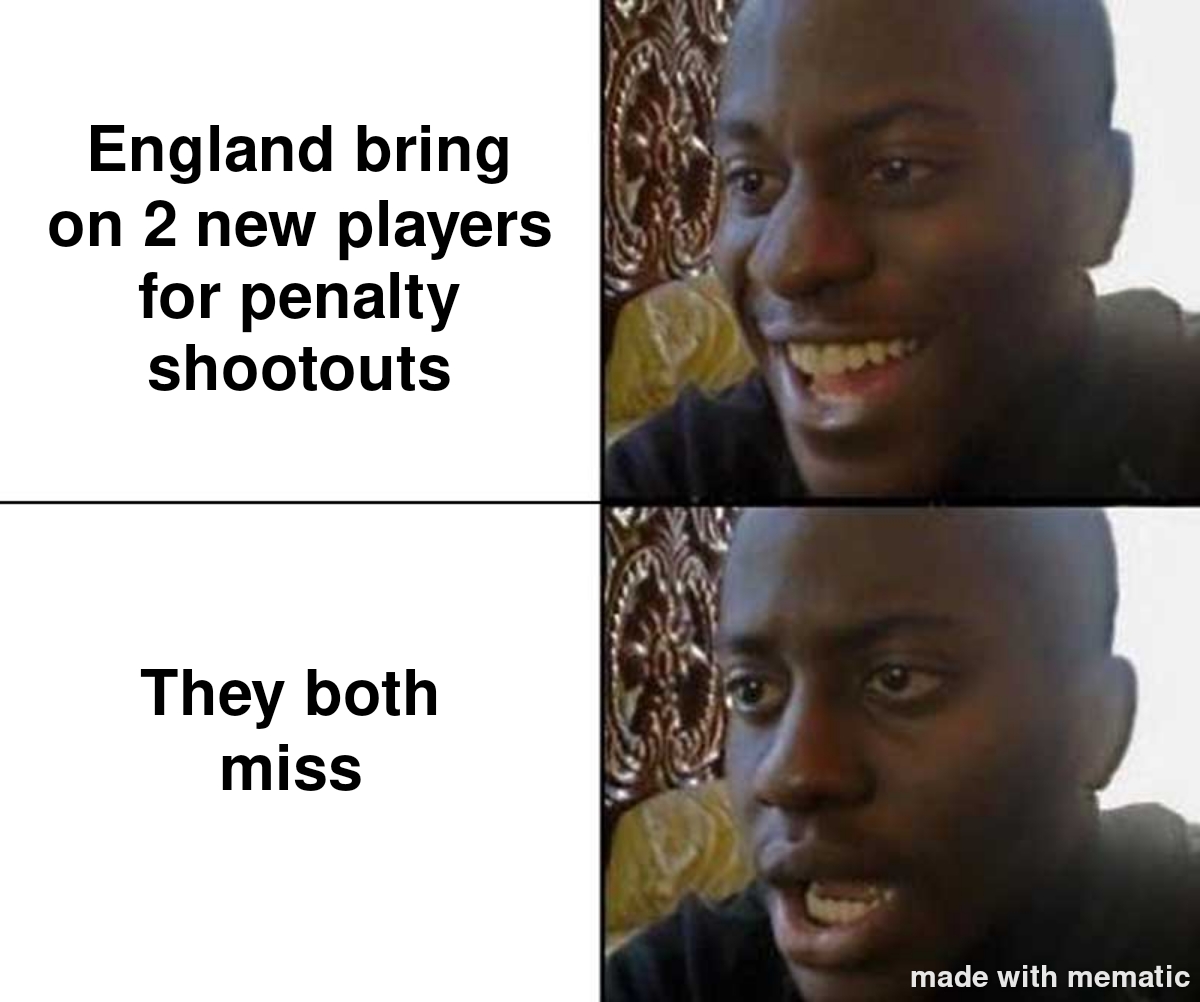 England bring
on 2 new players
for penalty
shootouts
They both
miss
made with mematic